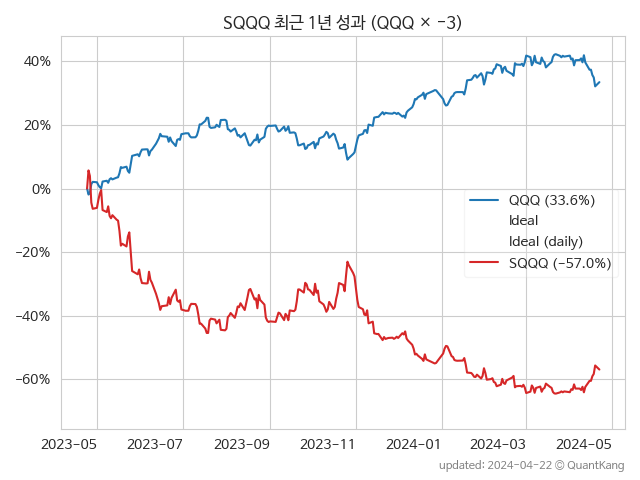 SQQQ 최근 1년 성과 (QQQ × −3)
40%
20%
0%
−20%
−40%
−60%
QQQ (33.6%)
Ideal
Ideal (daily)
SQQQ (−57.0%)
2023-05 2023-07 2023-09 2023-11 2024-01 2024-03 2024-05
updated: 2024-04-22 © QuantKang